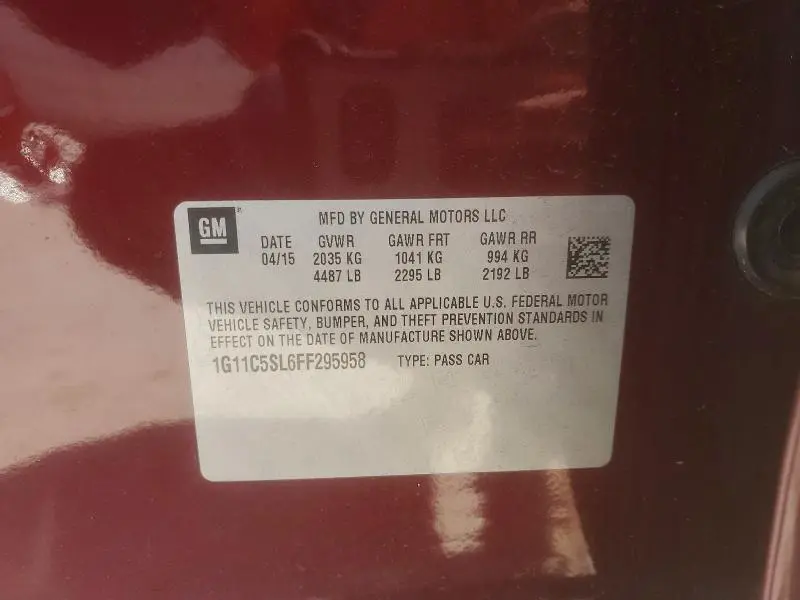 GM
MFD BY GENERAL MOTORS LLC
DATE GVWR GAWR FRT GAWR RR
04/15 2035 KG 1041 KG 994 KG
4487 LB 2295 LB 2192 LB
THIS VEHICLE CONFORMS TO ALL APPLICABLE U.S. FEDERAL MOTOR
VEHICLE SAFETY, BUMPER, AND THEFT PREVENTION STANDARDS IN
EFFECT ON THE DATE OF MANUFACTURE SHOWN ABOVE.
1G11C5SL6FF295958 TYPE: PASS CAR